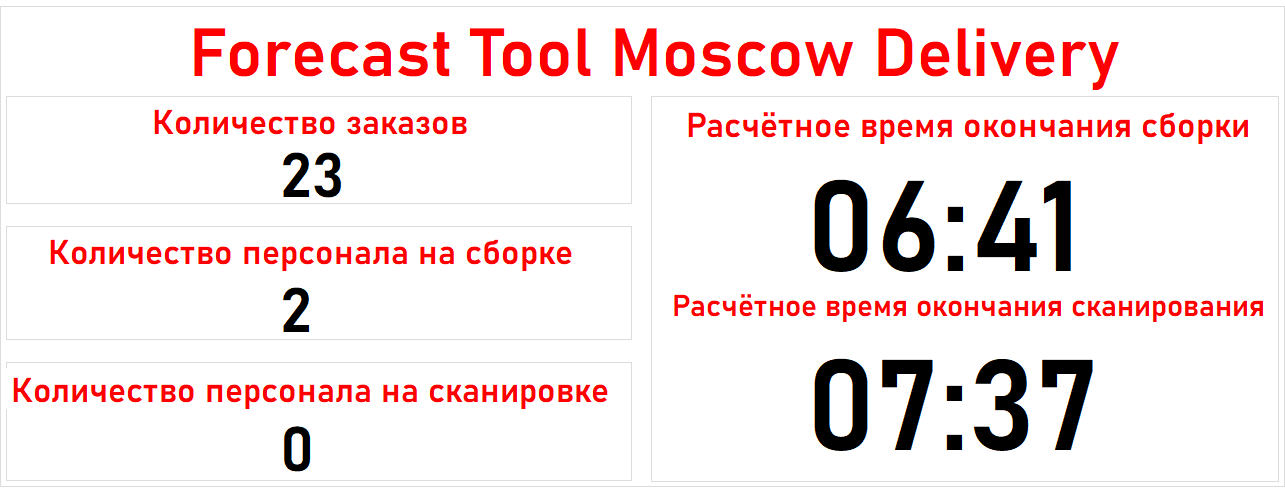 Forecast Tool Moscow Delivery
Количество заказов
23
Количество персонала на сборке
2
Количество персонала на сканировке
0
Расчётное время окончания сборки
06:41
Расчётное время окончания сканирования
07:37